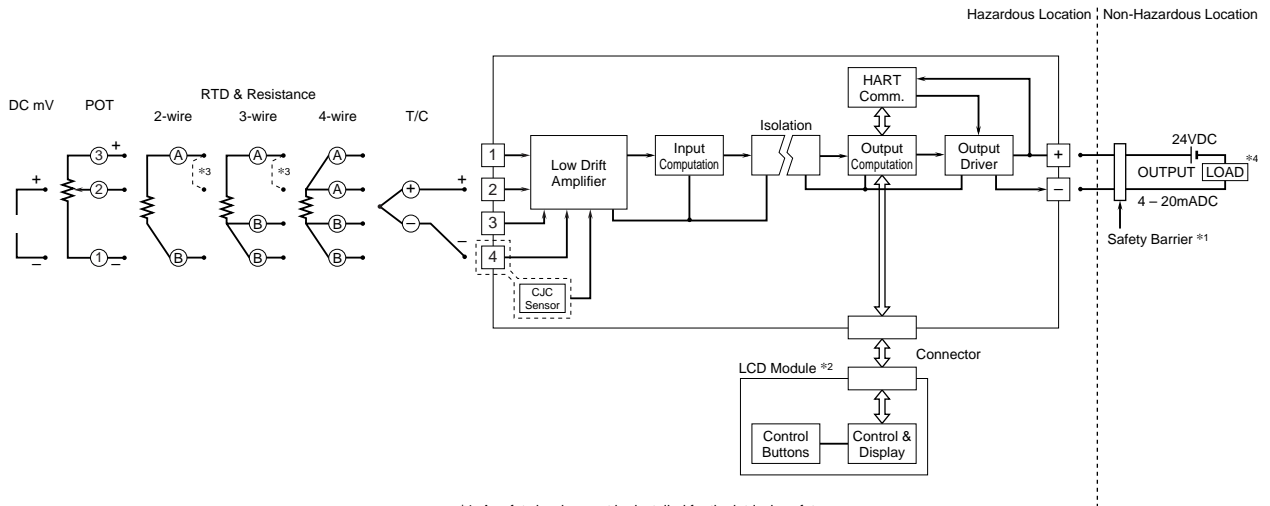 Hazardous Location
Non-Hazardous Location
DC mV
POT
RTD & Resistance
2-wire
3-wire
4-wire
T/C
+
–
3
+
2
1
–
A
*3
B
A
*3
B
B
A
A
B
B
+
–
+
–
1
2
3
4
Low Drift
Amplifier
CJC
Sensor
Input
Computation
Isolation
HART
Comm.
Output
Computation
Output
Driver
+
–
24VDC
OUTPUT
LOAD
*4
4 – 20mADC
Safety Barrier *1
Connector
LCD Module *2
Control
Buttons
Control &
Display